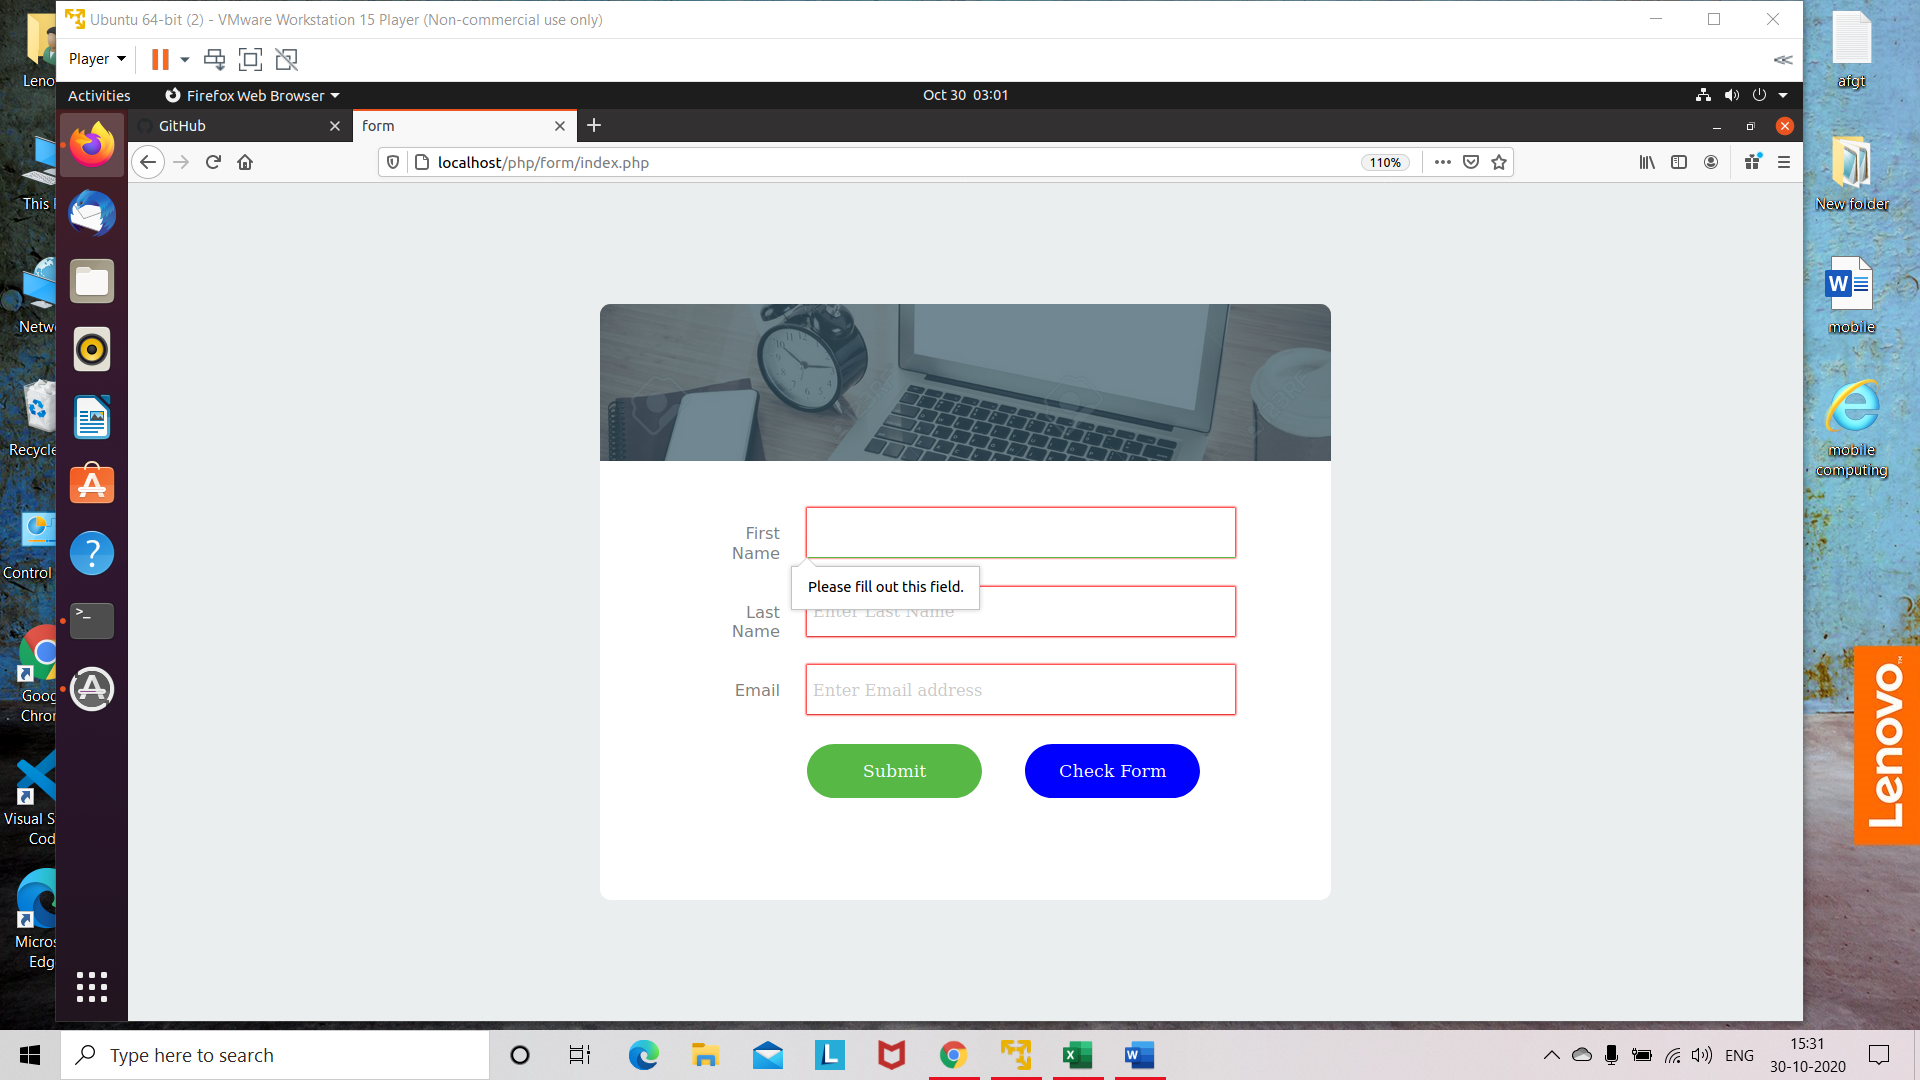 Ubuntu 64-bit (2) - VMware Workstation 15 Player (Non-commercial use only)
Player
Activities
Firefox Web Browser
Oct 30 03:01
GitHub
form
localhost/php/form/index.php
110%
First
Name
Please fill out this field.
Last
Name
Enter Last Name
Email
Enter Email address
Submit
Check Form
Leno
This
Netw
Recycle
Control
Goog
Chror
Visual S
Cod
Micros
Edg
afgt
New folder
mobile
mobile
computing
Lenovo
Type here to search
ENG
15:31
30-10-2020